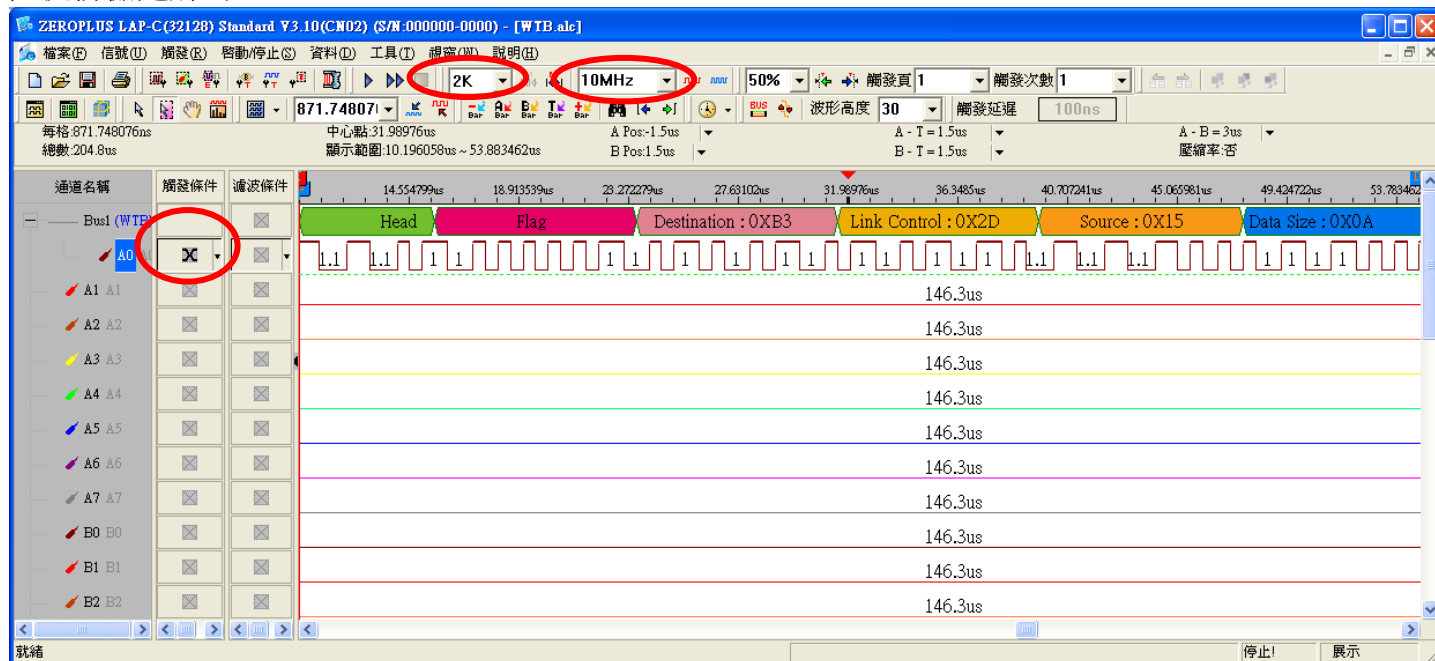 ZEROPLUS LAP-C(32128) Standard V3.10(CN02) (S/N:000000-0000) - [WTB.alc]
檔案(F) 信號(U) 觸發(R) 啓動/停止(S) 資料(D) 工具(T) 視窗(W) 説明(H)
2K 10MHz 50% 觸發頁 1 觸發次數 1
871.74807 Bar Bar Bar Bar Bar BUS 波形高度 30 觸發延遲 100ns
每格:871.748076ns 中心點:31.98976us A Pos:-1.5us A - T = 1.5us A - B = 3us
總數:204.8us 顯示範圍:10.196058us ~ 53.883462us B Pos:1.5us B - T = 1.5us 壓縮率:否
通道名稱 觸發條件 濾波條件 14.554799us 18.913539us 23.272279us 27.63102us 31.98976us 36.3485us 40.707241us 45.065981us 49.424722us 53.783462
Bus1 (WTB) Head Flag Destination : 0XB3 Link Control : 0X2D Source : 0X15 Data Size : 0X0A
A0 1.1 1.1 1 1 1 1 1 1 1 1 1 1 1 1 1 1 1.1 1.1 1.1 1 1 1 1
A1 A1 146.3us
A2 A2 146.3us
A3 A3 146.3us
A4 A4 146.3us
A5 A5 146.3us
A6 A6 146.3us
A7 A7 146.3us
B0 B0 146.3us
B1 B1 146.3us
B2 B2 146.3us
就緒 停止! 展示